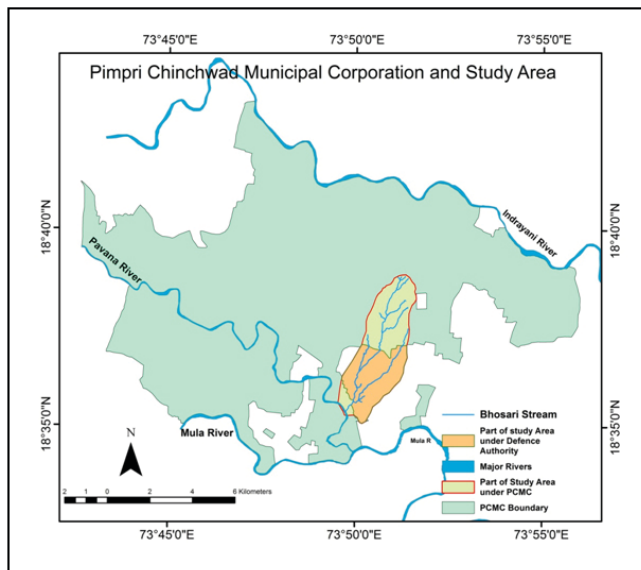 73°45'0"E 73°50'0"E 73°55'0"E
Pimpri Chinchwad Municipal Corporation and Study Area
18°40'0"N
18°40'0"N
Indrayani River
Pavana River
18°35'0"N
18°35'0"N
Mula River
Mula R
N
2 1 0 2 4 6 Kilometers
Bhosari Stream
Part of study Area
under Defence
Authority
Major Rivers
Part of Study Area
under PCMC
PCMC Boundary
73°45'0"E 73°50'0"E 73°55'0"E